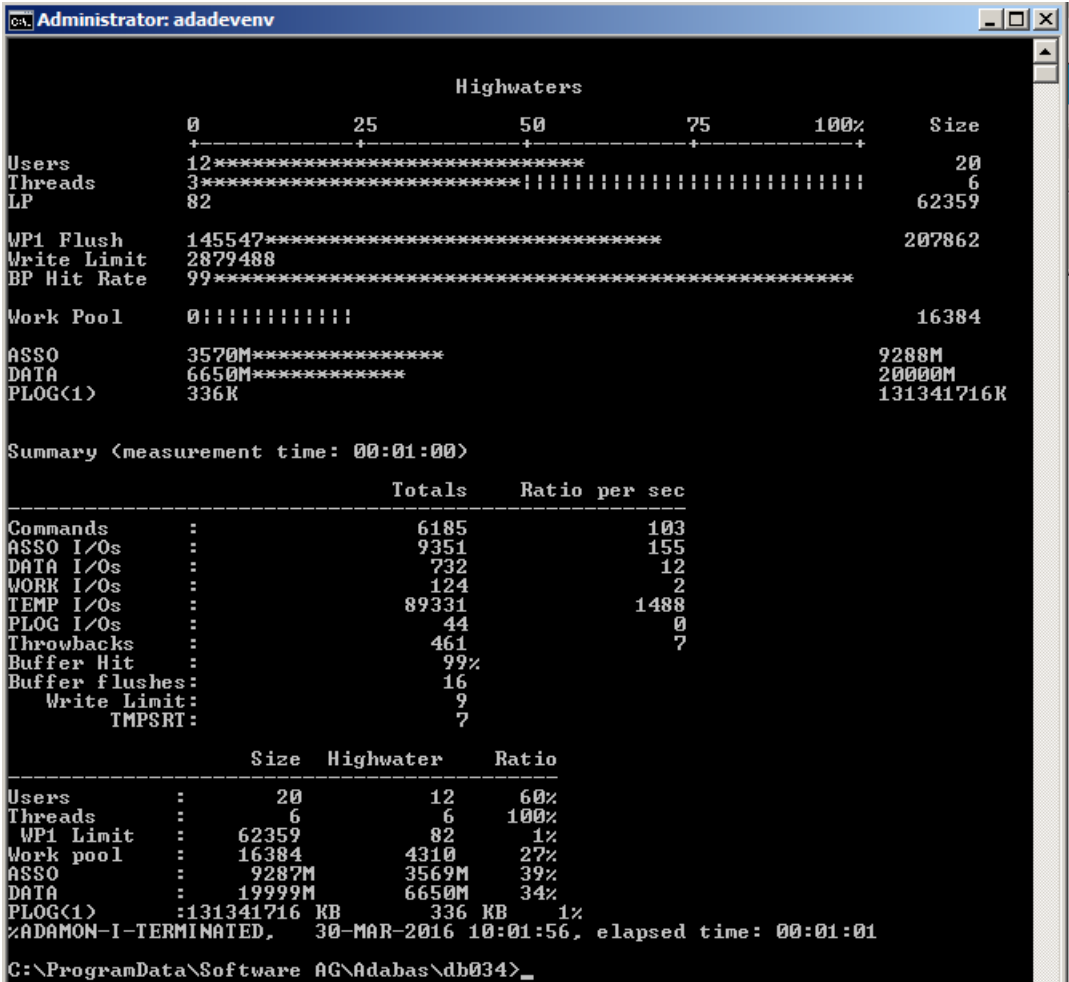 Administrator: adadevenv
Highwaters
0 25 50 75 100% Size
+------------+------------+------------+------------+
Users 12***************************** 20
Threads 3*************************¦¦¦¦¦¦¦¦¦¦¦¦¦¦¦¦¦¦¦¦¦¦¦¦¦¦¦ 6
LP 82 62359
WP1 Flush 145547******************************* 207862
Write Limit 2879488
BP Hit Rate 99**************************************************
Work Pool 0¦¦¦¦¦¦¦¦¦¦¦¦ 16384
ASSO 3570M*************** 9288M
DATA 6650M************ 20000M
PLOG(1) 336K 131341716K
Summary (measurement time: 00:01:00)
Totals Ratio per sec
Commands : 6185 103
ASSO I/Os : 9351 155
DATA I/Os : 732 12
WORK I/Os : 124 2
TEMP I/Os : 89331 1488
PLOG I/Os : 44 0
Throwbacks : 461 7
Buffer Hit : 99%
Buffer flushes: 16
Write Limit: 9
TMPSRT: 7
Size Highwater Ratio
Users : 20 12 60%
Threads : 6 6 100%
WP1 Limit : 62359 82 1%
Work pool : 16384 4310 27%
ASSO : 9287M 3569M 39%
DATA : 19999M 6650M 34%
PLOG(1) :131341716 KB 336 KB 1%
%ADAMON-I-TERMINATED, 30-MAR-2016 10:01:56, elapsed time: 00:01:01
C:\ProgramData\Software AG\Adabas\db034>_